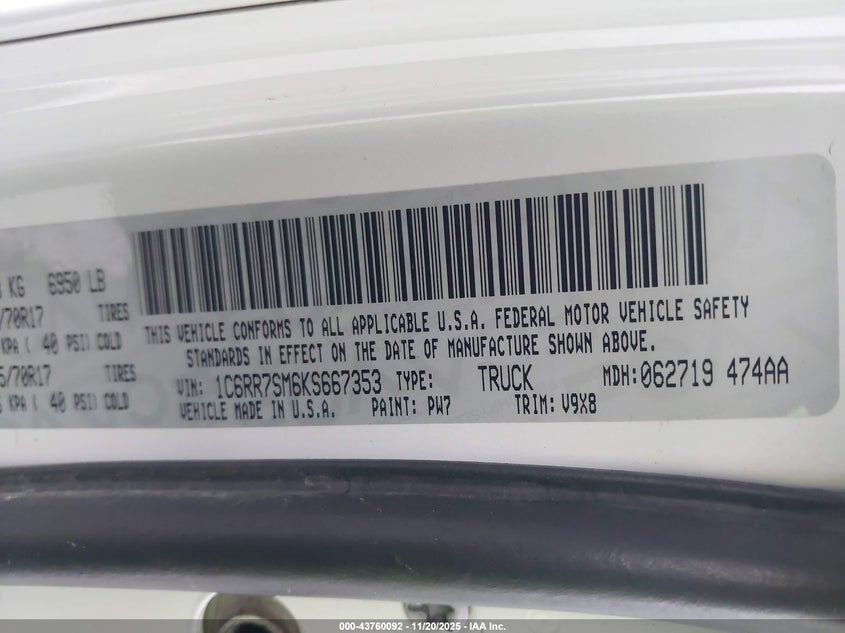 KG 6950 LB
/70R17 TIRES
KPA ( 40 PSI) COLD
5/70R17 TIRES
KPA ( 40 PSI) COLD
THIS VEHICLE CONFORMS TO ALL APPLICABLE U.S.A. FEDERAL MOTOR VEHICLE SAFETY
STANDARDS IN EFFECT ON THE DATE OF MANUFACTURE SHOWN ABOVE.
VIN: 1C6RR7SM6KS667353 TYPE: TRUCK MDH: 062719 474AA
VEHICLE MADE IN U.S.A. PAINT: PW7 TRIM: V9X8
000-43760092 - 11/20/2025 - IAA Inc.